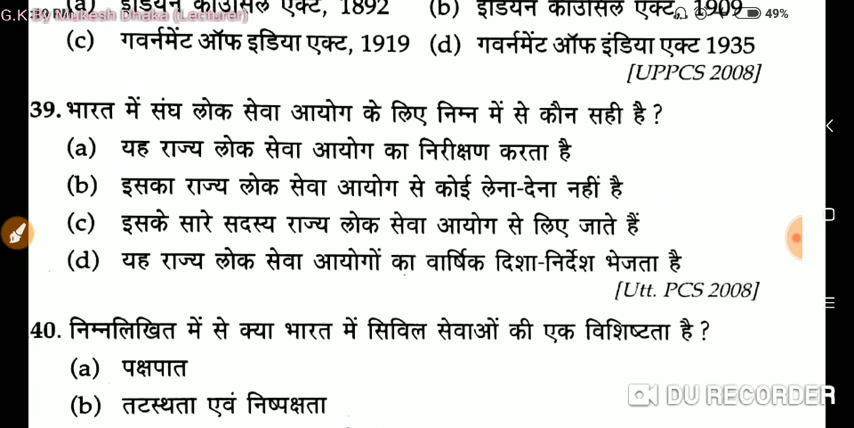 G.K By Mukesh Dhaka (Lecturer)
49%
(a) इंडियन काउंसिल एक्ट, 1892 (b) इंडियन काउंसिल एक्ट, 1909
(c) गवर्नमेंट ऑफ इडिया एक्ट, 1919 (d) गवर्नमेंट ऑफ इंडिया एक्ट 1935
[UPPCS 2008]
39. भारत में संघ लोक सेवा आयोग के लिए निम्न में से कौन सही है ?
(a) यह राज्य लोक सेवा आयोग का निरीक्षण करता है
(b) इसका राज्य लोक सेवा आयोग से कोई लेना-देना नहीं है
(c) इसके सारे सदस्य राज्य लोक सेवा आयोग से लिए जाते हैं
(d) यह राज्य लोक सेवा आयोगों का वार्षिक दिशा-निर्देश भेजता है
[Utt. PCS 2008]
40. निम्नलिखित में से क्या भारत में सिविल सेवाओं की एक विशिष्टता है ?
(a) पक्षपात
(b) तटस्थता एवं निष्पक्षता
DU RECORDER